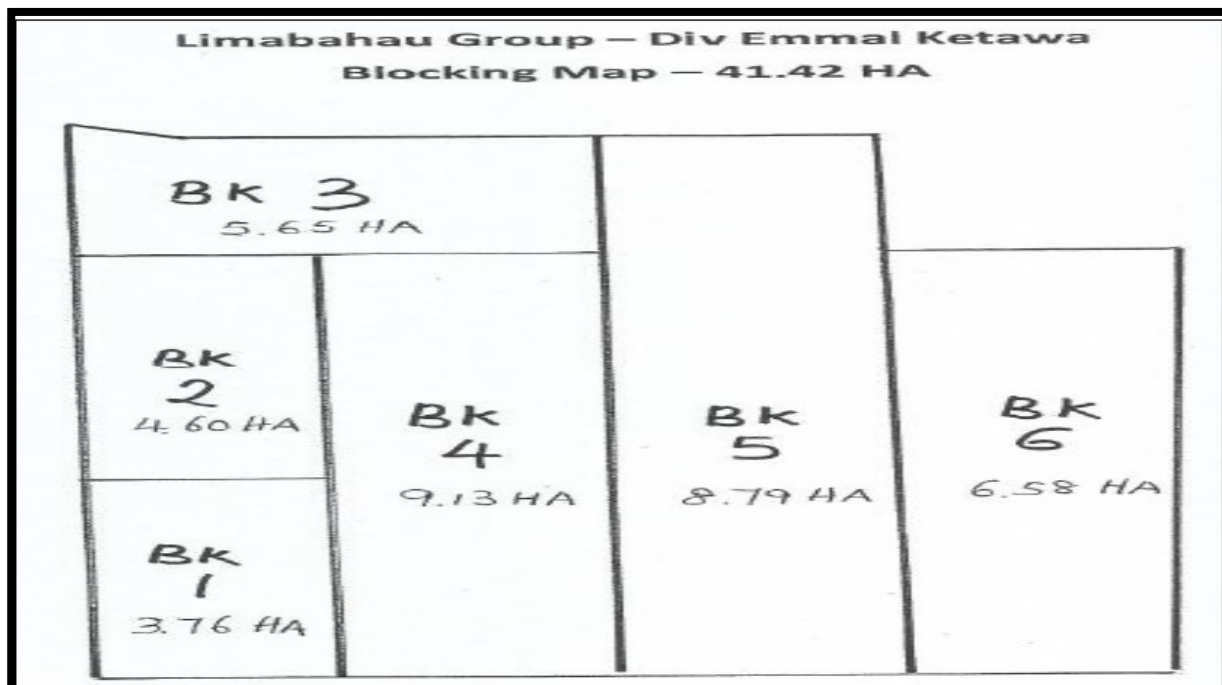 Limabahau Group – Div Emmal Ketawa
Blocking Map – 41.42 HA
BK 3
5.65 HA
BK
2
4.60 HA
BK
1
3.76 HA
BK
4
9.13 HA
BK
5
8.79 HA
BK
6
6.58 HA